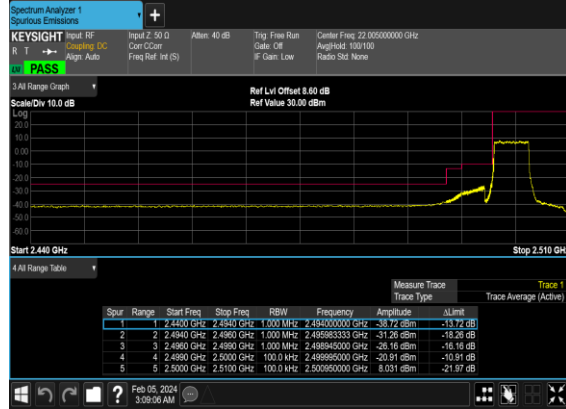 Spectrum Analyzer 1
Spurious Emissions
KEYSIGHT Input: RF Input Z: 50 Ω Atten: 40 dB Trig: Free Run Center Freq: 22.005000000 GHz
R T Coupling: DC Corr CCorr Gate: Off Avg|Hold: 100/100
Align: Auto Freq Ref: Int (S) IF Gain: Low Radio Std: None
PASS
3 All Range Graph
Ref Lvl Offset 8.60 dB
Scale/Div 10.0 dB Ref Value 30.00 dBm
Log
20.0
10.0
0.00
-10.0
-20.0
-30.0
-40.0
-50.0
-60.0
Start 2.440 GHz Stop 2.510 GHz
4 All Range Table
Measure Trace Trace 1
Trace Type Trace Average (Active)
Spur Range Start Freq Stop Freq RBW Frequency Amplitude ΔLimit
1 1 2.4400 GHz 2.4940 GHz 1.000 MHz 2.494000000 GHz -38.72 dBm -13.72 dB
2 2 2.4940 GHz 2.4960 GHz 1.000 MHz 2.495983333 GHz -31.26 dBm -18.26 dB
3 3 2.4960 GHz 2.4990 GHz 1.000 MHz 2.498945000 GHz -26.16 dBm -16.16 dB
4 4 2.4990 GHz 2.5000 GHz 100.0 kHz 2.499995000 GHz -20.91 dBm -10.91 dB
5 5 2.5000 GHz 2.5100 GHz 100.0 kHz 2.500950000 GHz 8.031 dBm -21.97 dB
? Feb 05, 2024
3:09:06 AM